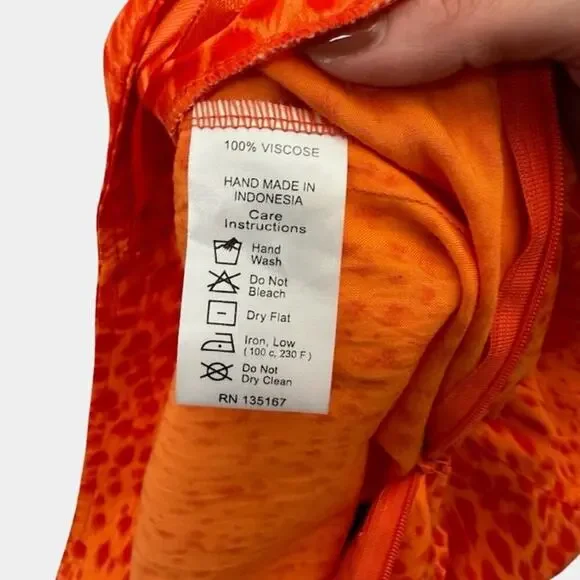 100% VISCOSE
HAND MADE IN
INDONESIA
Care
Instructions
Hand
Wash
Do Not
Bleach
Dry Flat
Iron, Low
( 100 c, 230 F )
Do Not
Dry Clean
RN 135167